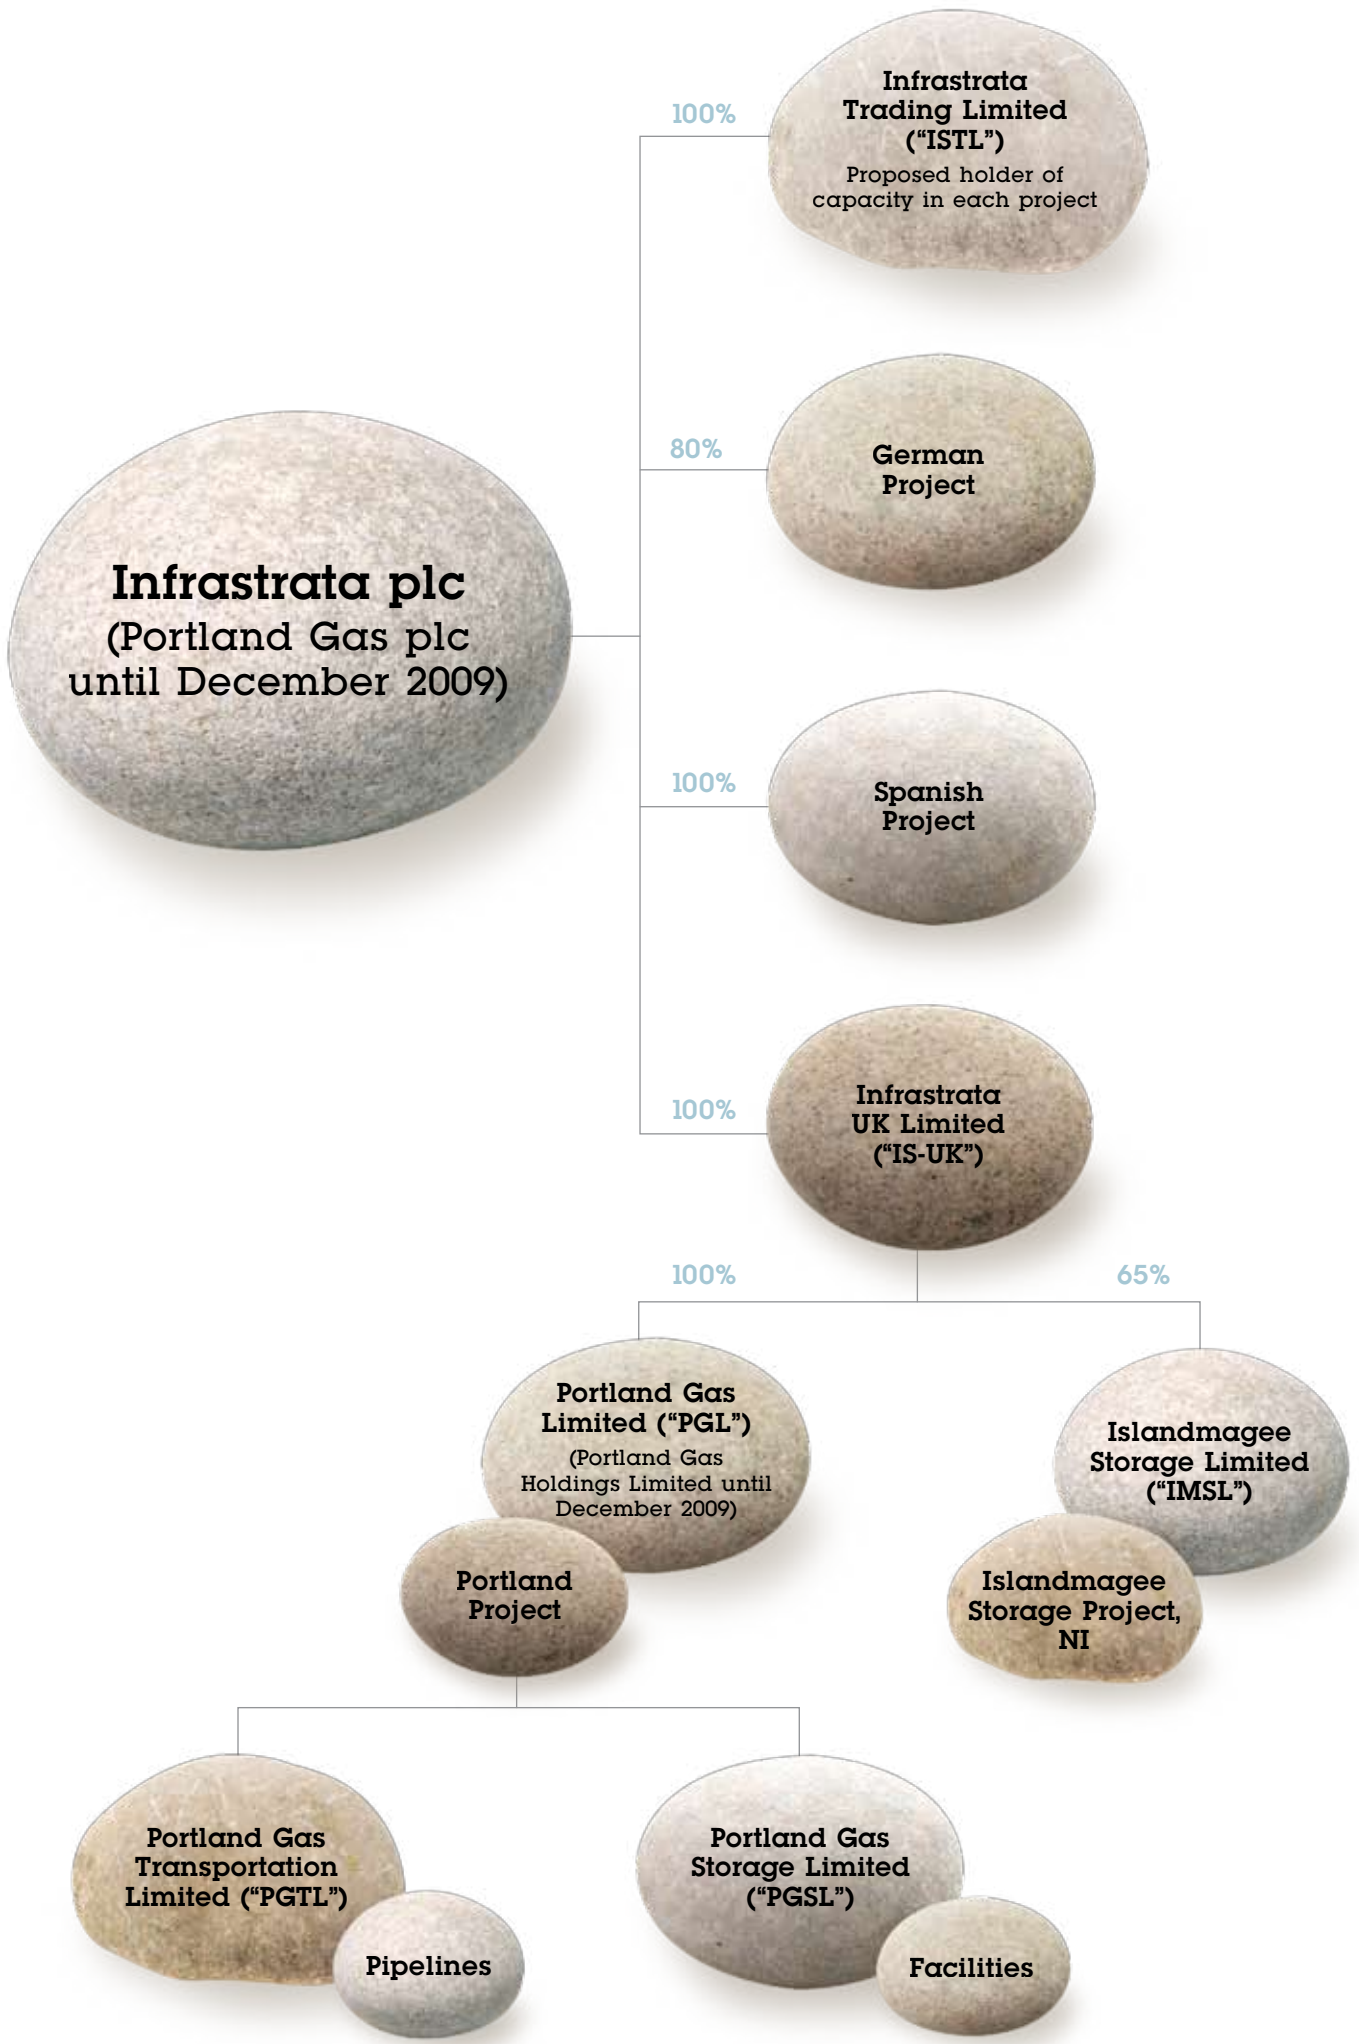 100%
Infrastrata
Trading Limited
(“ISTL”)
Proposed holder of
capacity in each project
80%
German
Project
Infrastrata plc
(Portland Gas plc
until December 2009)
100%
Spanish
Project
100%
Infrastrata
UK Limited
(“IS-UK”)
100%
65%
Portland Gas
Limited (“PGL”)
(Portland Gas
Holdings Limited until
December 2009)
Islandmagee
Storage Limited
(“IMSL”)
Portland
Project
Islandmagee
Storage Project,
NI
Portland Gas
Transportation
Limited (“PGTL”)
Pipelines
Portland Gas
Storage Limited
(“PGSL”)
Facilities